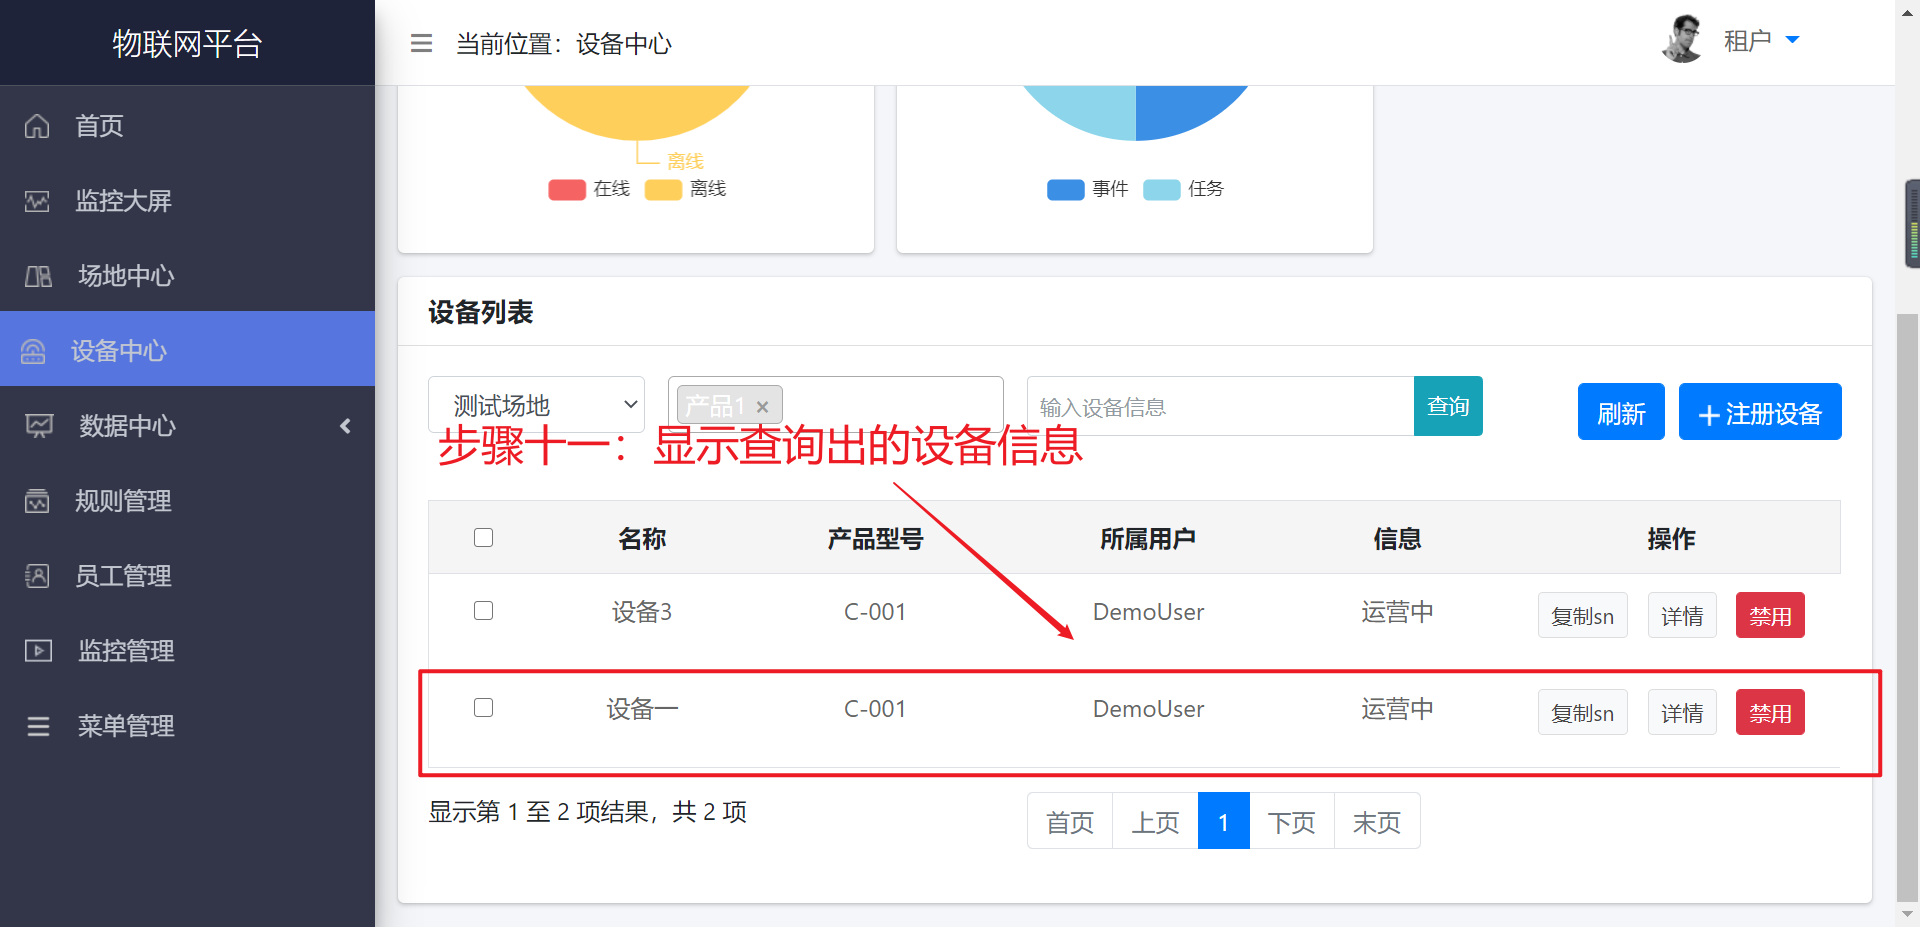 物联网平台
当前位置：设备中心
租户
首页
监控大屏
场地中心
设备中心
数据中心
规则管理
员工管理
监控管理
菜单管理
离线
在线 离线
事件 任务
设备列表
测试场地 产品1 × 输入设备信息 查询 刷新 +注册设备
步骤十一：显示查询出的设备信息
名称 产品型号 所属用户 信息 操作
设备3 C-001 DemoUser 运营中 复制sn 详情 禁用
设备一 C-001 DemoUser 运营中 复制sn 详情 禁用
显示第 1 至 2 项结果，共 2 项
首页 上页 1 下页 末页